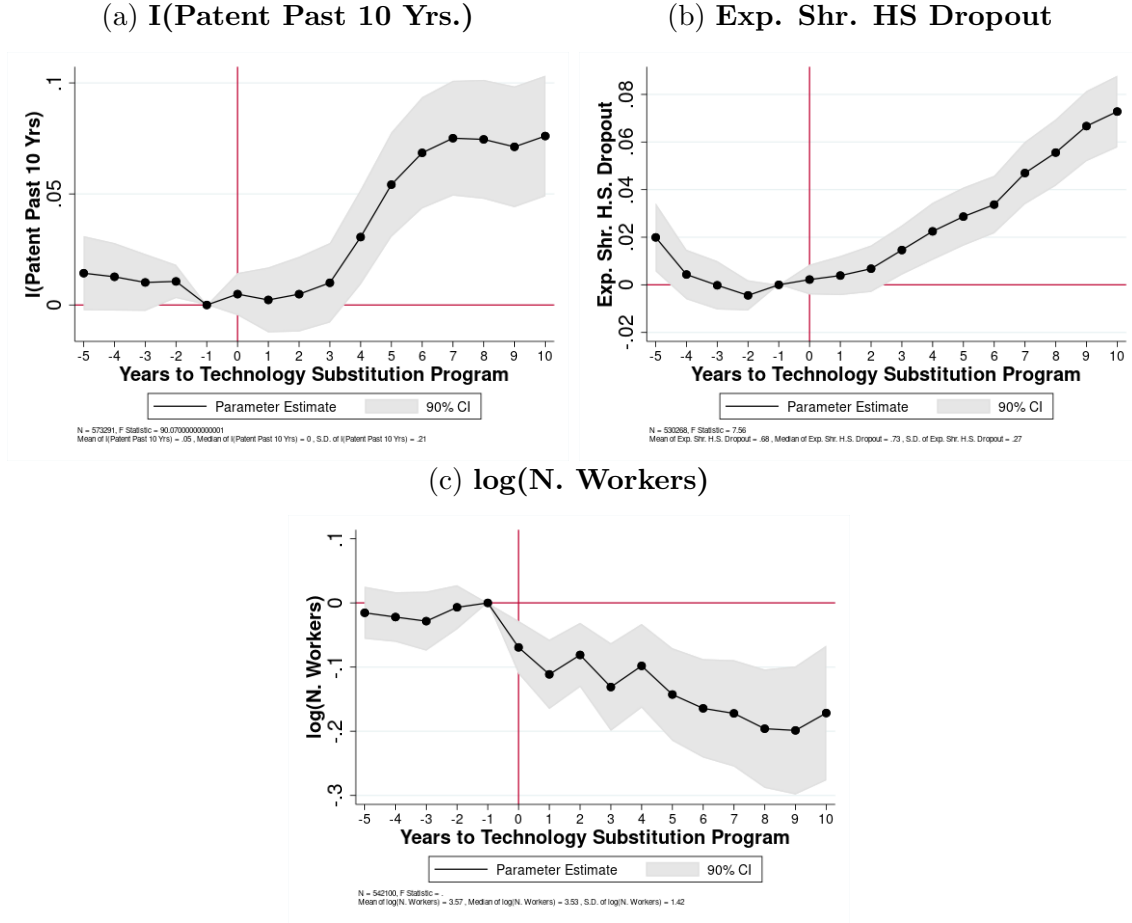 (a) I(Patent Past 10 Yrs.)
.1
.05
0
I(Patent Past 10 Yrs)
-5 -4 -3 -2 -1 0 1 2 3 4 5 6 7 8 9 10
Years to Technology Substitution Program
Parameter Estimate 90% CI
N = 573291, F Statistic = 90.07000000000001
Mean of I(Patent Past 10 Yrs) = .05 , Median of I(Patent Past 10 Yrs) = 0 , S.D. of I(Patent Past 10 Yrs) = .21
(b) Exp. Shr. HS Dropout
.08
.06
.04
.02
0
-.02
Exp. Shr. H.S. Dropout
-5 -4 -3 -2 -1 0 1 2 3 4 5 6 7 8 9 10
Years to Technology Substitution Program
Parameter Estimate 90% CI
N = 530268, F Statistic = 7.56
Mean of Exp. Shr. H.S. Dropout = .68 , Median of Exp. Shr. H.S. Dropout = .73 , S.D. of Exp. Shr. H.S. Dropout = .27
(c) log(N. Workers)
.1
0
-.1
-.2
-.3
log(N. Workers)
-5 -4 -3 -2 -1 0 1 2 3 4 5 6 7 8 9 10
Years to Technology Substitution Program
Parameter Estimate 90% CI
N = 542100, F Statistic = .
Mean of log(N. Workers) = 3.57 , Median of log(N. Workers) = 3.53 , S.D. of log(N. Workers) = 1.42